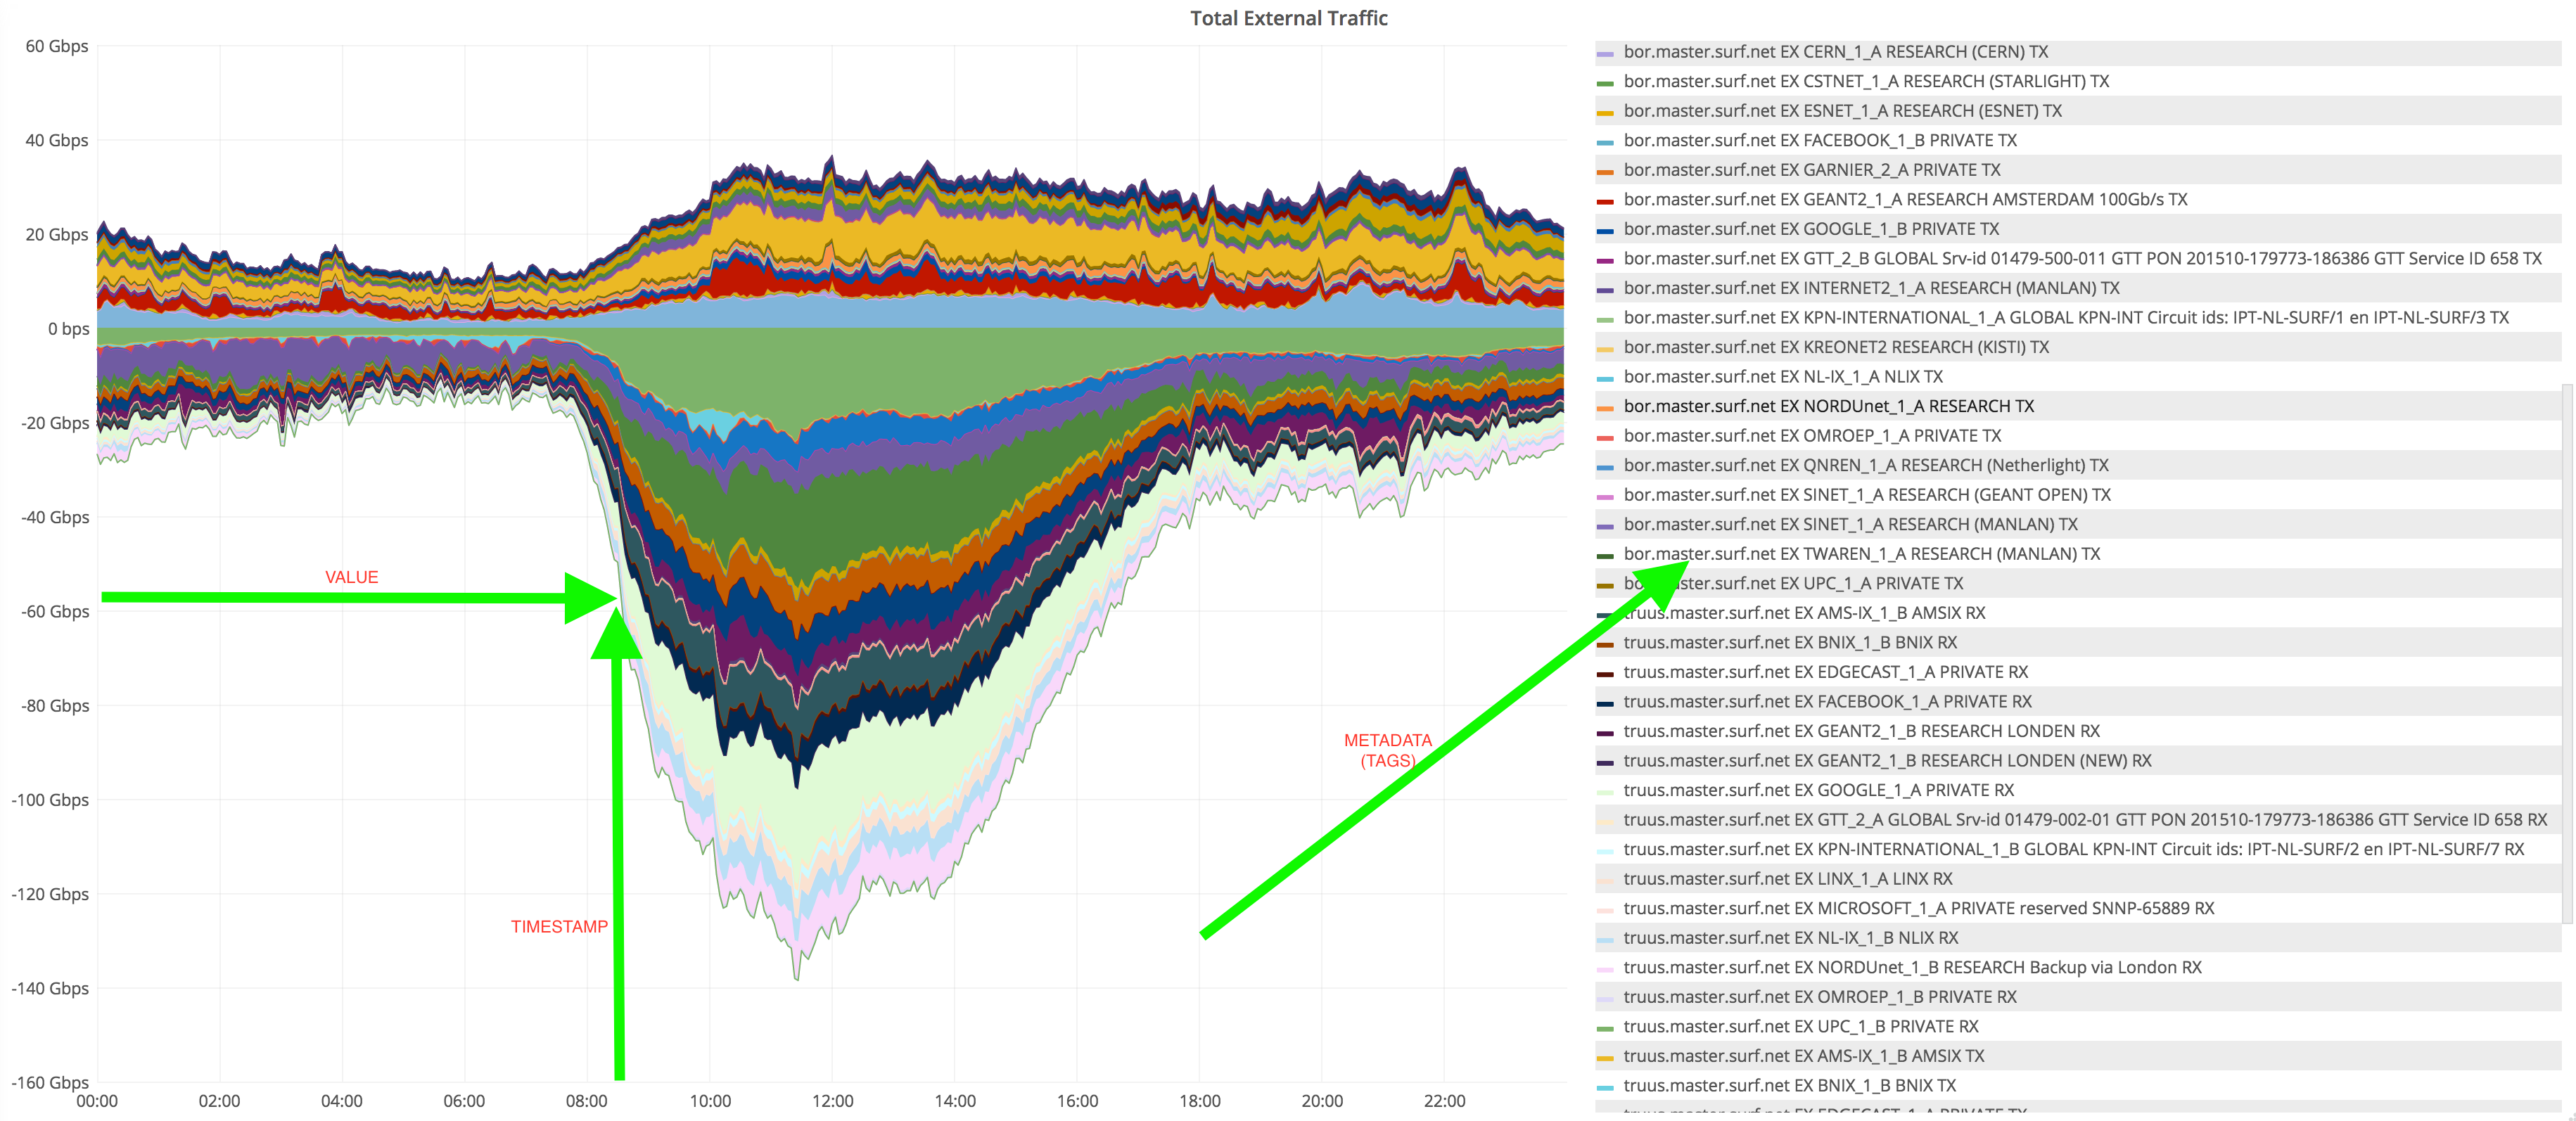 Total External Traffic
60 Gbps
40 Gbps
20 Gbps
0 bps
-20 Gbps
-40 Gbps
-60 Gbps
-80 Gbps
-100 Gbps
-120 Gbps
-140 Gbps
-160 Gbps
00:00
02:00
04:00
06:00
08:00
10:00
12:00
14:00
16:00
18:00
20:00
22:00
VALUE
TIMESTAMP
METADATA
(TAGS)
bor.master.surf.net EX CERN_1_A RESEARCH (CERN) TX
bor.master.surf.net EX CSTNET_1_A RESEARCH (STARLIGHT) TX
bor.master.surf.net EX ESNET_1_A RESEARCH (ESNET) TX
bor.master.surf.net EX FACEBOOK_1_B PRIVATE TX
bor.master.surf.net EX GARNIER_2_A PRIVATE TX
bor.master.surf.net EX GEANT2_1_A RESEARCH AMSTERDAM 100Gb/s TX
bor.master.surf.net EX GOOGLE_1_B PRIVATE TX
bor.master.surf.net EX GTT_2_B GLOBAL Srv-id 01479-500-011 GTT PON 201510-179773-186386 GTT Service ID 658 TX
bor.master.surf.net EX INTERNET2_1_A RESEARCH (MANLAN) TX
bor.master.surf.net EX KPN-INTERNATIONAL_1_A GLOBAL KPN-INT Circuit ids: IPT-NL-SURF/1 en IPT-NL-SURF/3 TX
bor.master.surf.net EX KREONET2 RESEARCH (KISTI) TX
bor.master.surf.net EX NL-IX_1_A NLIX TX
bor.master.surf.net EX NORDUnet_1_A RESEARCH TX
bor.master.surf.net EX OMROEP_1_A PRIVATE TX
bor.master.surf.net EX QNREN_1_A RESEARCH (Netherlight) TX
bor.master.surf.net EX SINET_1_A RESEARCH (GEANT OPEN) TX
bor.master.surf.net EX SINET_1_A RESEARCH (MANLAN) TX
bor.master.surf.net EX TWAREN_1_A RESEARCH (MANLAN) TX
bor.master.surf.net EX UPC_1_A PRIVATE TX
truus.master.surf.net EX AMS-IX_1_B AMSIX RX
truus.master.surf.net EX BNIX_1_B BNIX RX
truus.master.surf.net EX EDGECAST_1_A PRIVATE RX
truus.master.surf.net EX FACEBOOK_1_A PRIVATE RX
truus.master.surf.net EX GEANT2_1_B RESEARCH LONDEN RX
truus.master.surf.net EX GEANT2_1_B RESEARCH LONDEN (NEW) RX
truus.master.surf.net EX GOOGLE_1_A PRIVATE RX
truus.master.surf.net EX GTT_2_A GLOBAL Srv-id 01479-002-01 GTT PON 201510-179773-186386 GTT Service ID 658 RX
truus.master.surf.net EX KPN-INTERNATIONAL_1_B GLOBAL KPN-INT Circuit ids: IPT-NL-SURF/2 en IPT-NL-SURF/7 RX
truus.master.surf.net EX LINX_1_A LINX RX
truus.master.surf.net EX MICROSOFT_1_A PRIVATE reserved SNNP-65889 RX
truus.master.surf.net EX NL-IX_1_B NLIX RX
truus.master.surf.net EX NORDUnet_1_B RESEARCH Backup via London RX
truus.master.surf.net EX OMROEP_1_B PRIVATE RX
truus.master.surf.net EX UPC_1_B PRIVATE RX
truus.master.surf.net EX AMS-IX_1_B AMSIX TX
truus.master.surf.net EX BNIX_1_B BNIX TX
truus.master.surf.net EX EDGECAST_1_A PRIVATE TX